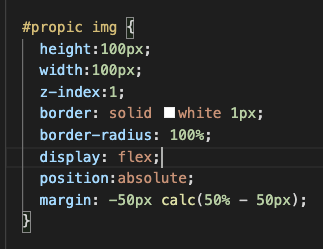 #propic img {
height:100px;
width:100px;
z-index:1;
border: solid white 1px;
border-radius: 100%;
display: flex;
position:absolute;
margin: -50px calc(50% - 50px);
}